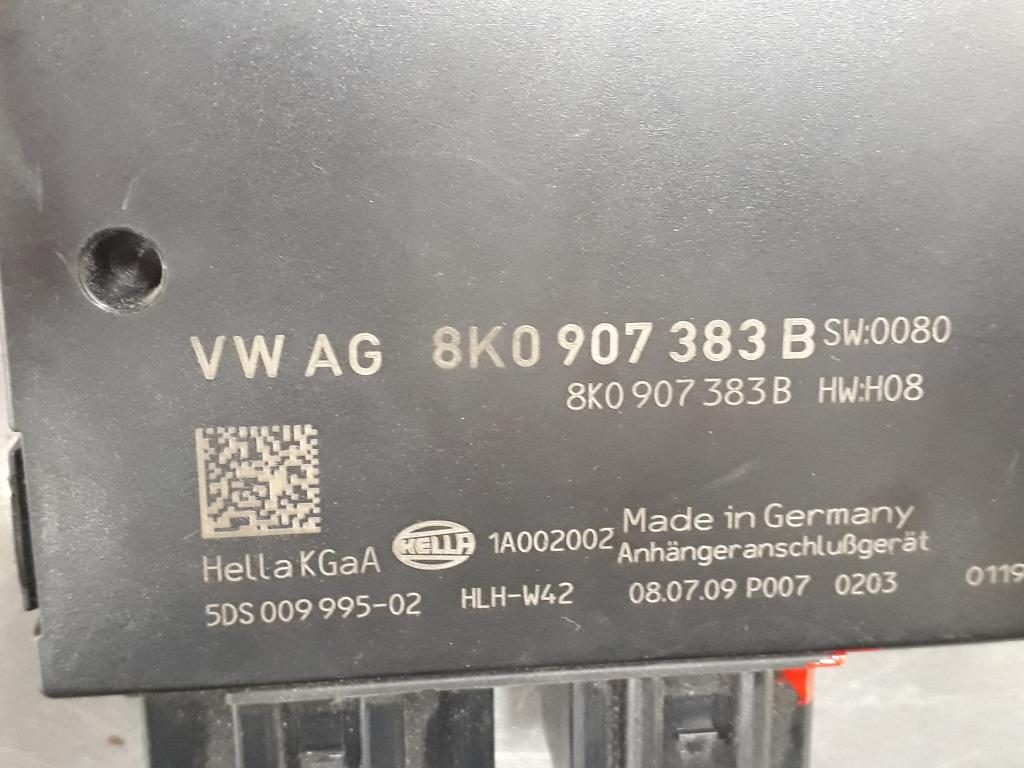 VW AG 8K0 907 383 B SW:0080
8K0 907 383 B HW:H08
Made in Germany
Hella KGaA HELLA 1A002002 Anhängeranschlußgerät
5DS 009 995-02 HLH-W42 08.07.09 P007 0203 0119